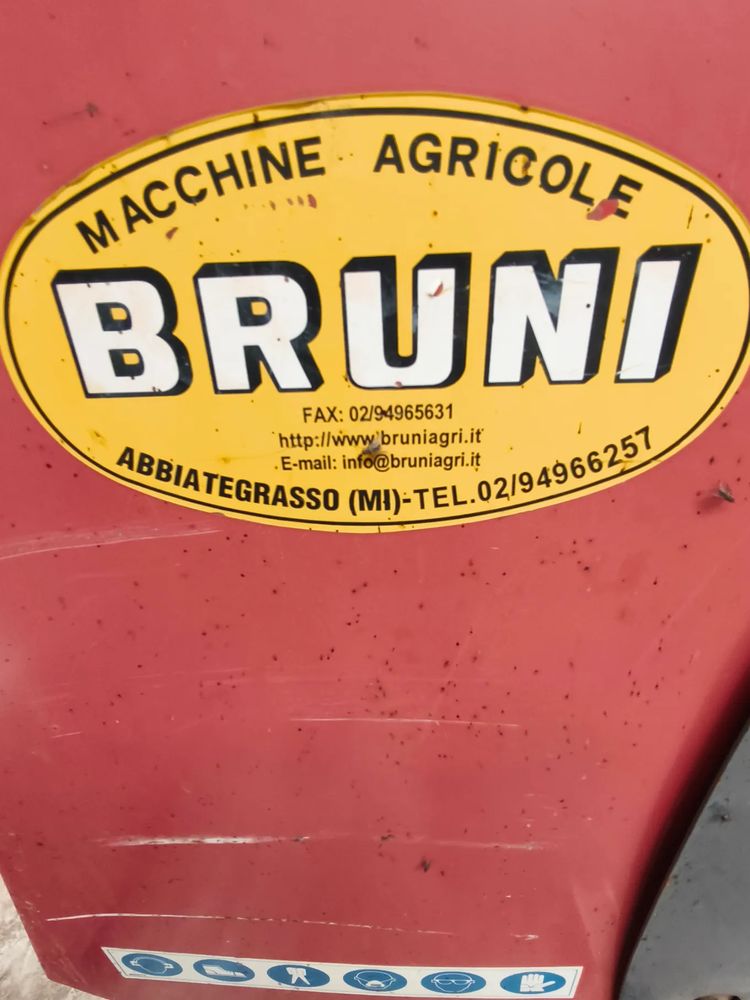 MACCHINE AGRICOLE
BRUNI
FAX: 02/94965631
http://www.bruniagri.it
E-mail: info@bruniagri.it
ABBIATEGRASSO (MI)-TEL.02/94966257